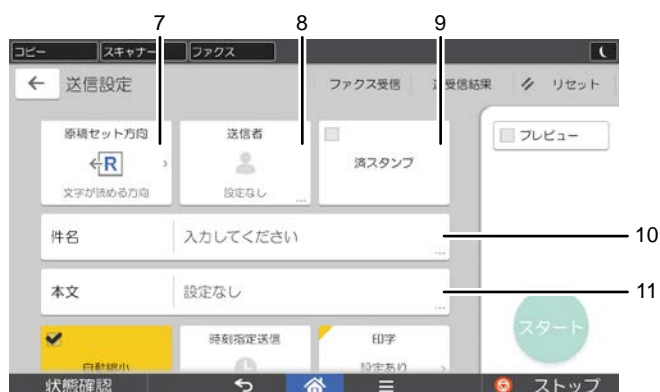 7 8 9
コピー スキャナー ファクス
送信設定 ファクス受信 送受信結果 リセット
原稿セット方向 送信者 済スタンプ プレビュー
R
文字が読める方向 設定なし
件名 入力してください 10
本文 設定なし 11
スタート
時刻指定送信 印字
自動縮小 設定あり
状態確認 ストップ